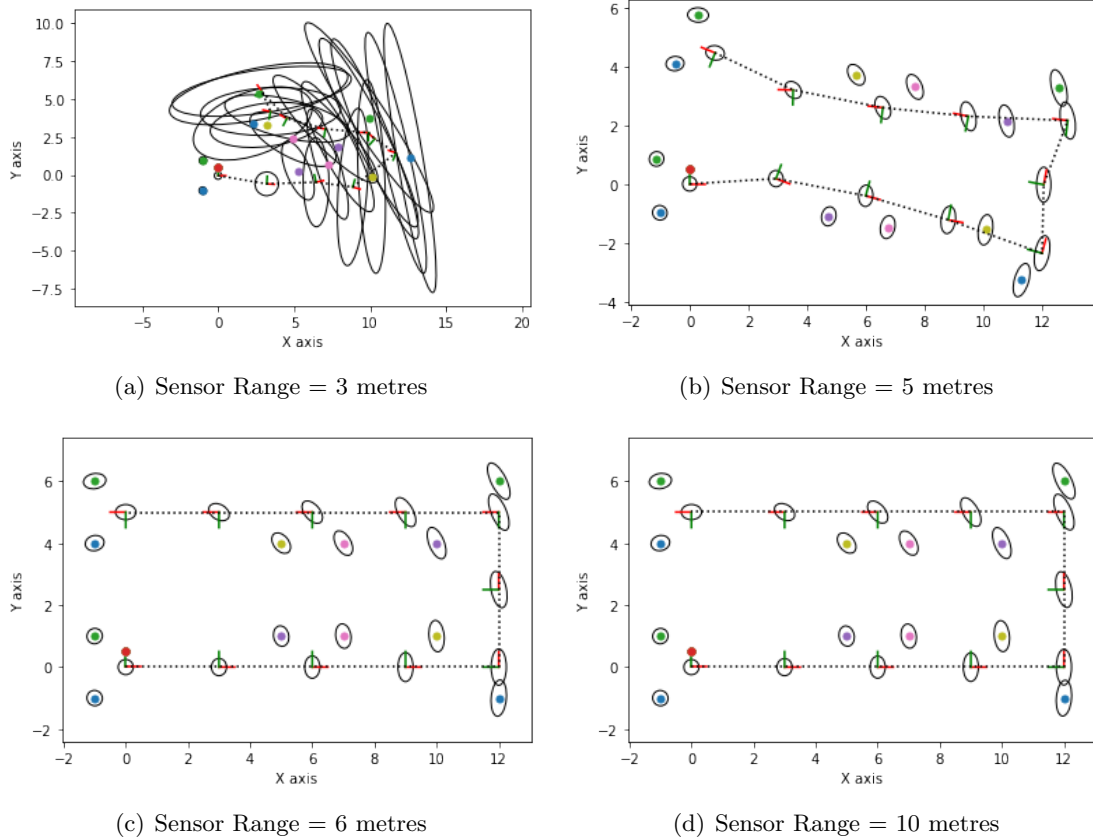 10.0
7.5
5.0
2.5
0.0
−2.5
−5.0
−7.5
Y axis
−5 0 5 10 15 20
X axis
(a) Sensor Range = 3 metres
6
4
2
0
−2
−4
Y axis
−2 0 2 4 6 8 10 12
X axis
(b) Sensor Range = 5 metres
6
4
2
0
−2
Y axis
−2 0 2 4 6 8 10 12
X axis
(c) Sensor Range = 6 metres
6
4
2
0
−2
Y axis
−2 0 2 4 6 8 10 12
X axis
(d) Sensor Range = 10 metres